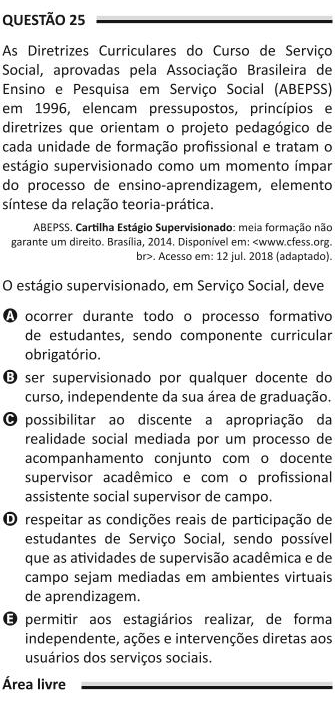 QUESTÃO 25
As Diretrizes Curriculares do Curso de Serviço
Social, aprovadas pela Associação Brasileira de
Ensino e Pesquisa em Serviço Social (ABEPSS)
em 1996, elencam pressupostos, princípios e
diretrizes que orientam o projeto pedagógico de
cada unidade de formação profissional e tratam o
estágio supervisionado como um momento ímpar
do processo de ensino-aprendizagem, elemento
síntese da relação teoria-prática.
ABEPSS. Cartilha Estágio Supervisionado: meia formação não
garante um direito. Brasília, 2014. Disponível em: <www.cfess.org.
br>. Acesso em: 12 jul. 2018 (adaptado).
O estágio supervisionado, em Serviço Social, deve
A ocorrer durante todo o processo formativo
de estudantes, sendo componente curricular
obrigatório.
B ser supervisionado por qualquer docente do
curso, independente da sua área de graduação.
C possibilitar ao discente a apropriação da
realidade social mediada por um processo de
acompanhamento conjunto com o docente
supervisor acadêmico e com o profissional
assistente social supervisor de campo.
D respeitar as condições reais de participação de
estudantes de Serviço Social, sendo possível
que as atividades de supervisão acadêmica e de
campo sejam mediadas em ambientes virtuais
de aprendizagem.
E permitir aos estagiários realizar, de forma
independente, ações e intervenções diretas aos
usuários dos serviços sociais.
Área livre